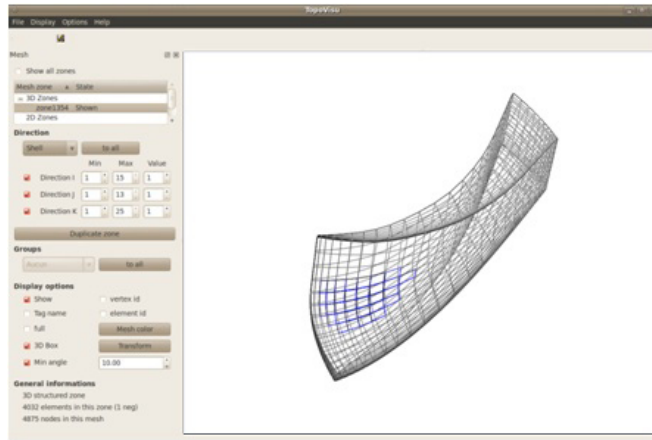 TopoVisu
File Display Options Help
Mesh
Show all zones
Mesh zone State
3D Zones
zone1354 Shown
2D Zones
Direction
Shell to all
Min Max Value
Direction I 1 15 1
Direction J 1 13 1
Direction K 1 25 1
Duplicate zone
Groups
Aucun to all
Display options
Show vertex id
Tag name element id
full Mesh color
3D Box Transform
Min angle 10.00
General informations
3D structured zone
4032 elements in this zone (1 neg)
4875 nodes in this mesh